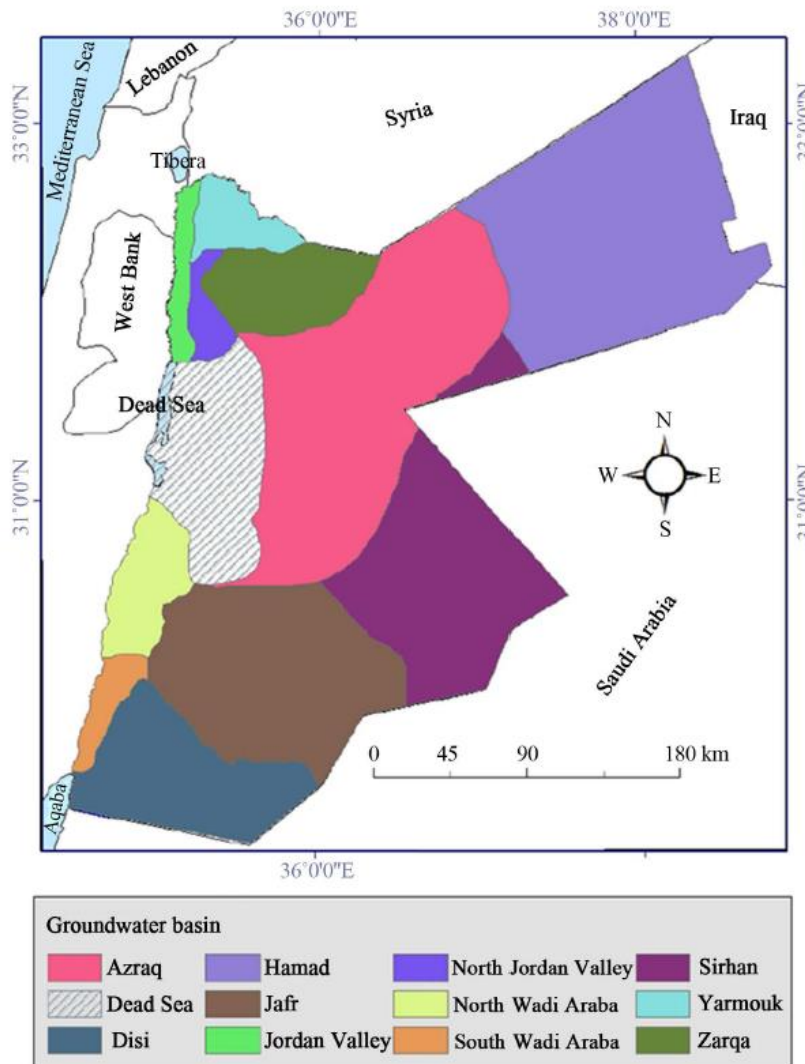 36°0'0"E
38°0'0"E
33°0'0"N
33°0'0"N
31°0'0"N
31°0'0"N
36°0'0"E
Mediterranean Sea
Lebanon
Syria
Iraq
Tibera
West Bank
Dead Sea
N
W
E
S
Saudi Arabia
0 45 90 180 km
Aqaba
Groundwater basin
Azraq
Hamad
North Jordan Valley
Sirhan
Dead Sea
Jafr
North Wadi Araba
Yarmouk
Disi
Jordan Valley
South Wadi Araba
Zarqa